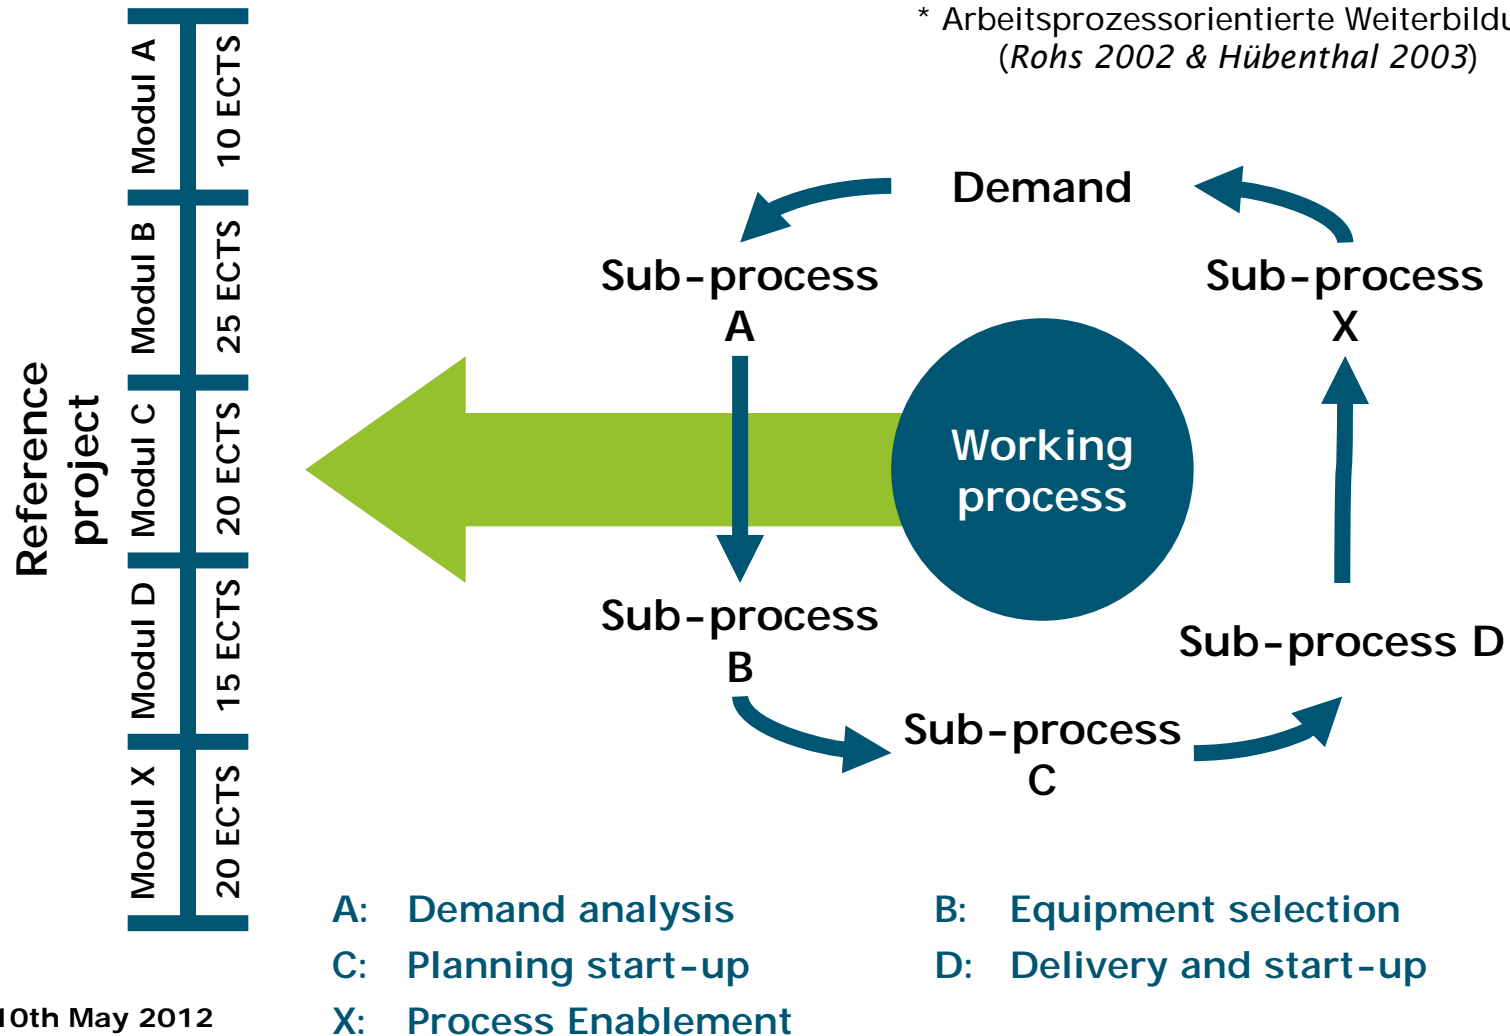 * Arbeitsprozessorientierte Weiterbildu
(Rohs 2002 & Hübenthal 2003)
Reference
project
Modul A
10 ECTS
Modul B
25 ECTS
Modul C
20 ECTS
Modul D
15 ECTS
Modul X
20 ECTS
Demand
Sub-process
A
Sub-process
X
Working
process
Sub-process
B
Sub-process D
Sub-process
C
A: Demand analysis
B: Equipment selection
C: Planning start-up
D: Delivery and start-up
X: Process Enablement
10th May 2012